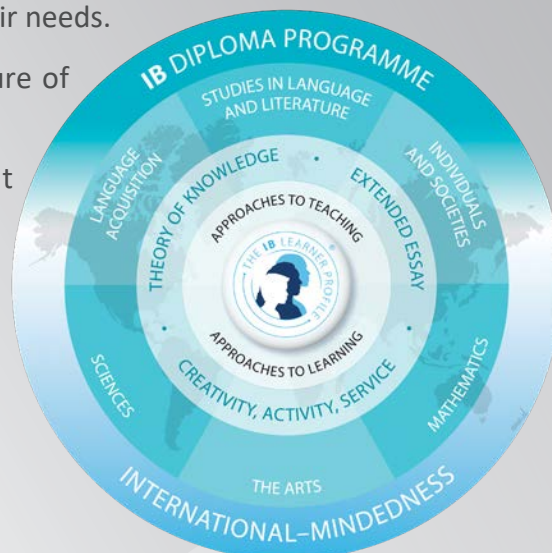 ir needs.
ure of
t
IB DIPLOMA PROGRAMME
STUDIES IN LANGUAGE
AND LITERATURE
LANGUAGE
ACQUISITION
INDIVIDUALS
AND SOCIETIES
THEORY OF KNOWLEDGE •
EXTENDED ESSAY •
APPROACHES TO TEACHING
THE IB LEARNER PROFILE ®
APPROACHES TO LEARNING
• CREATIVITY, ACTIVITY, SERVICE
SCIENCES
MATHEMATICS
THE ARTS
INTERNATIONAL–MINDEDNESS